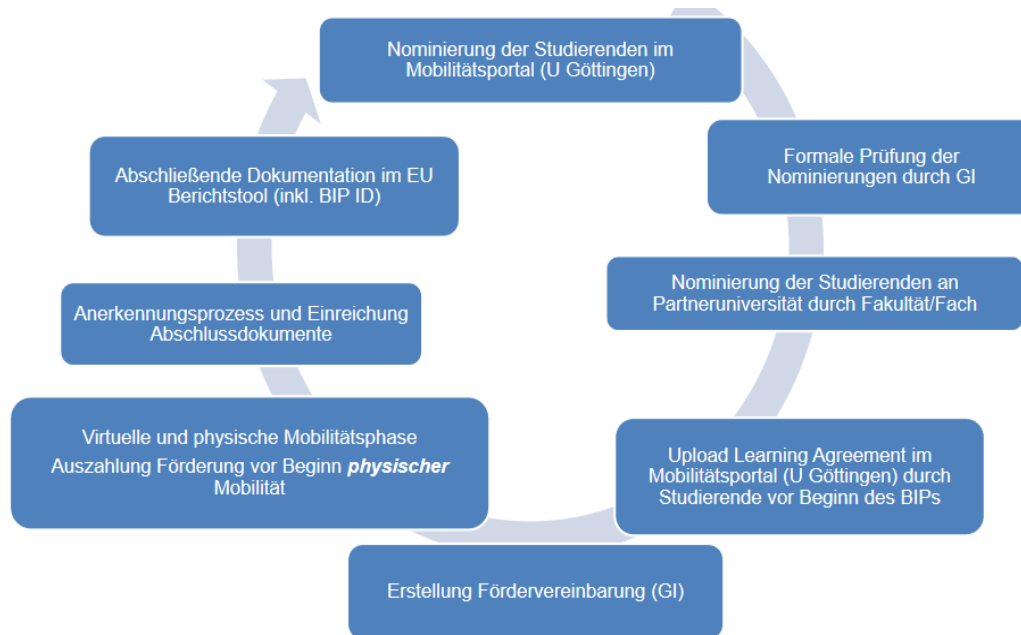 Nominierung der Studierenden im
Mobilitätsportal (U Göttingen)
Formale Prüfung der
Nominierungen durch GI
Nominierung der Studierenden an
Partneruniversität durch Fakultät/Fach
Upload Learning Agreement im
Mobilitätsportal (U Göttingen) durch
Studierende vor Beginn des BIPs
Erstellung Fördervereinbarung (GI)
Virtuelle und physische Mobilitätsphase
Auszahlung Förderung vor Beginn physischer
Mobilität
Anerkennungsprozess und Einreichung
Abschlussdokumente
Abschließende Dokumentation im EU
Berichtstool (inkl. BIP ID)